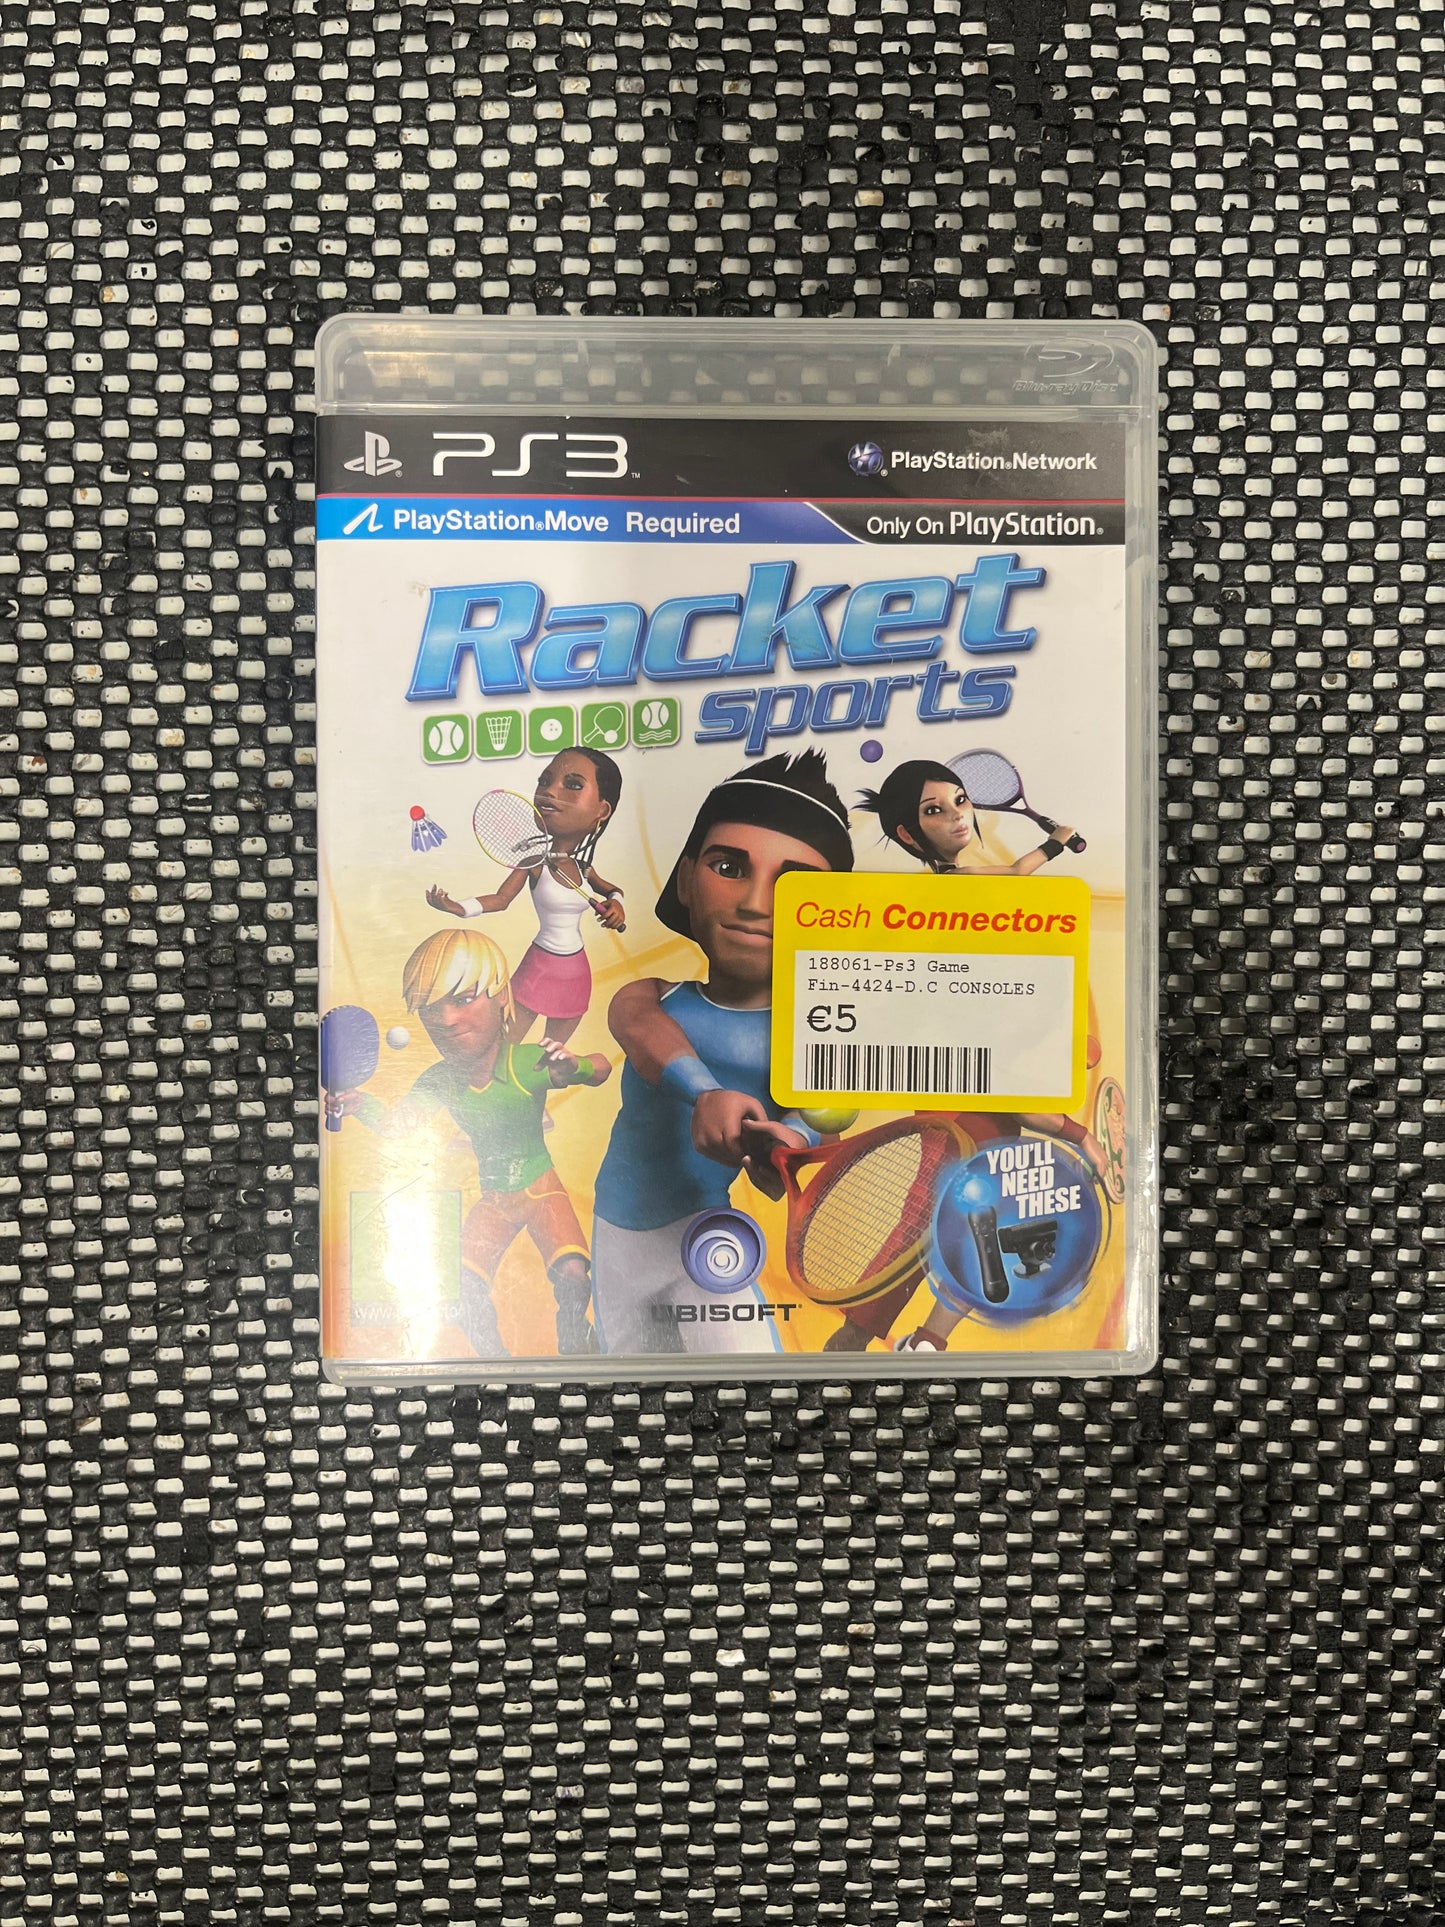 Blu-ray Disc
PS3™
PlayStation®Network
PlayStation®Move Required
Only On PlayStation®
Racket
sports
Cash Connectors
188061-Ps3 Game
Fin-4424-D.C CONSOLES
€5
YOU'LL
NEED
THESE
UBISOFT®